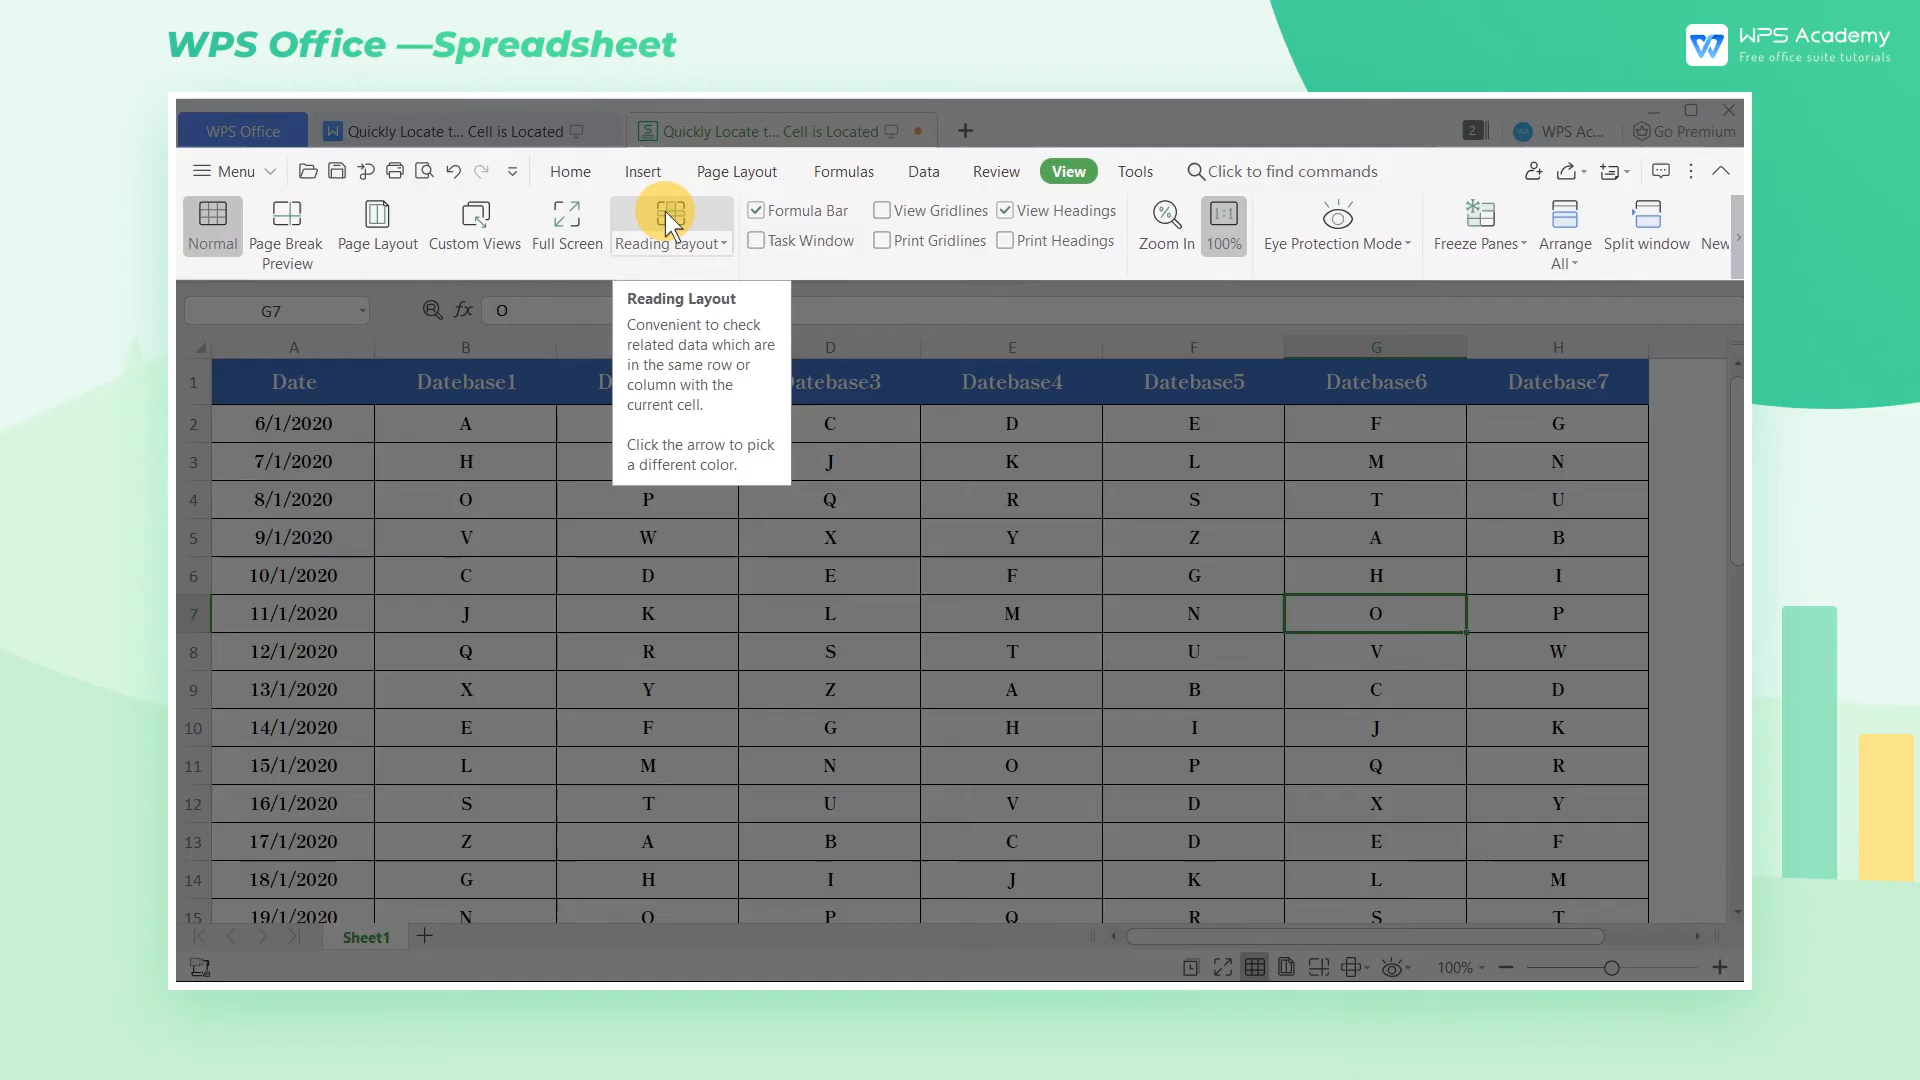 WPS Office —Spreadsheet
WPS Academy
Free office suite tutorials
WPS Office
Quickly Locate t... Cell is Located
Quickly Locate t... Cell is Located
2
WPS Ac...
Go Premium
Menu
Home
Insert
Page Layout
Formulas
Data
Review
View
Tools
Click to find commands
Normal
Page Break Preview
Page Layout
Custom Views
Full Screen
Reading Layout
Formula Bar
View Gridlines
View Headings
Task Window
Print Gridlines
Print Headings
Zoom In
1:1
100%
Eye Protection Mode
Freeze Panes
Arrange All
Split window
New
G7
fx
O
Reading Layout
Convenient to check
related data which are
in the same row or
column with the
current cell.
Click the arrow to pick
a different color.
A B D E F G H
1 Date Datebase1 D atebase3 Datebase4 Datebase5 Datebase6 Datebase7
2 6/1/2020 A C D E F G
3 7/1/2020 H J K L M N
4 8/1/2020 O P Q R S T U
5 9/1/2020 V W X Y Z A B
6 10/1/2020 C D E F G H I
7 11/1/2020 J K L M N O P
8 12/1/2020 Q R S T U V W
9 13/1/2020 X Y Z A B C D
10 14/1/2020 E F G H I J K
11 15/1/2020 L M N O P Q R
12 16/1/2020 S T U V D X Y
13 17/1/2020 Z A B C D E F
14 18/1/2020 G H I J K L M
15 19/1/2020 N O P Q R S T
Sheet1
100%